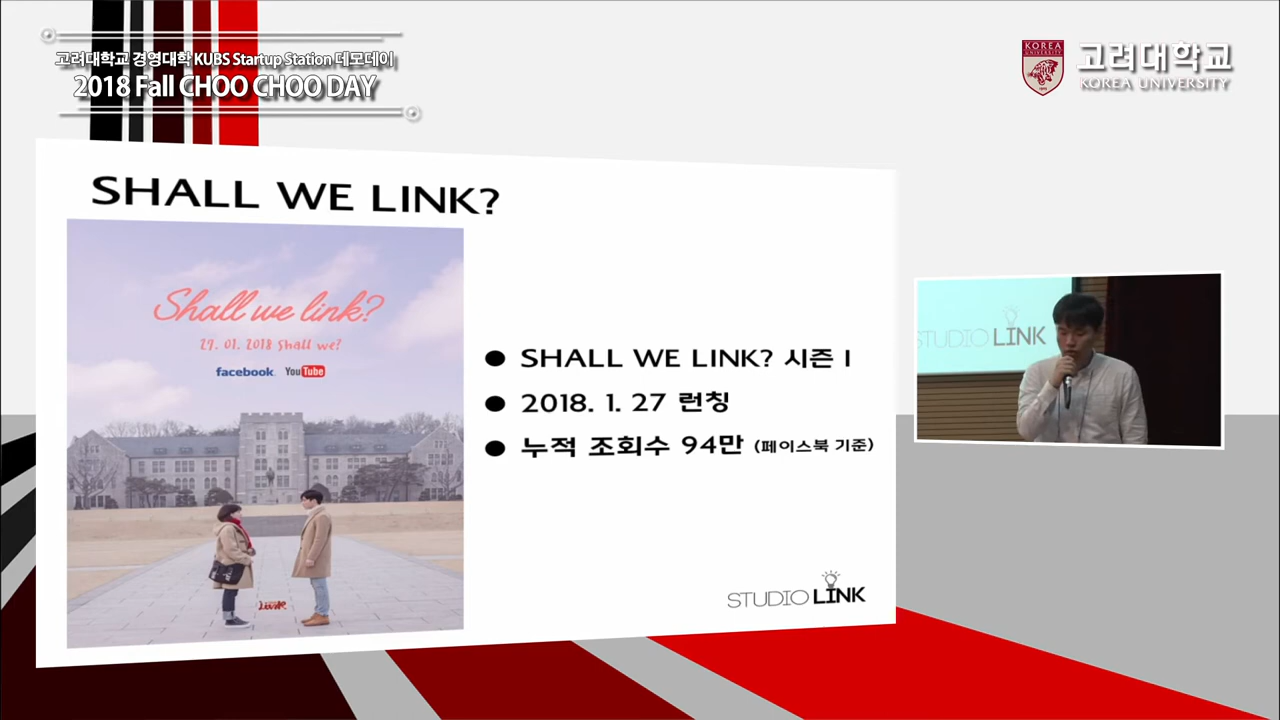 고려대학교 경영대학 KUBS Startup Station 데모데이
2018 Fall CHOO CHOO DAY
KOREA
UNIVERSITY
고려대학교
KOREA UNIVERSITY
SHALL WE LINK?
Shall we link?
27. 01. 2018 Shall we?
facebook. YouTube
Link
● SHALL WE LINK? 시즌 I
● 2018. 1. 27 런칭
● 누적 조회수 94만 (페이스북 기준)
STUDIO LINK
STUDIO LINK